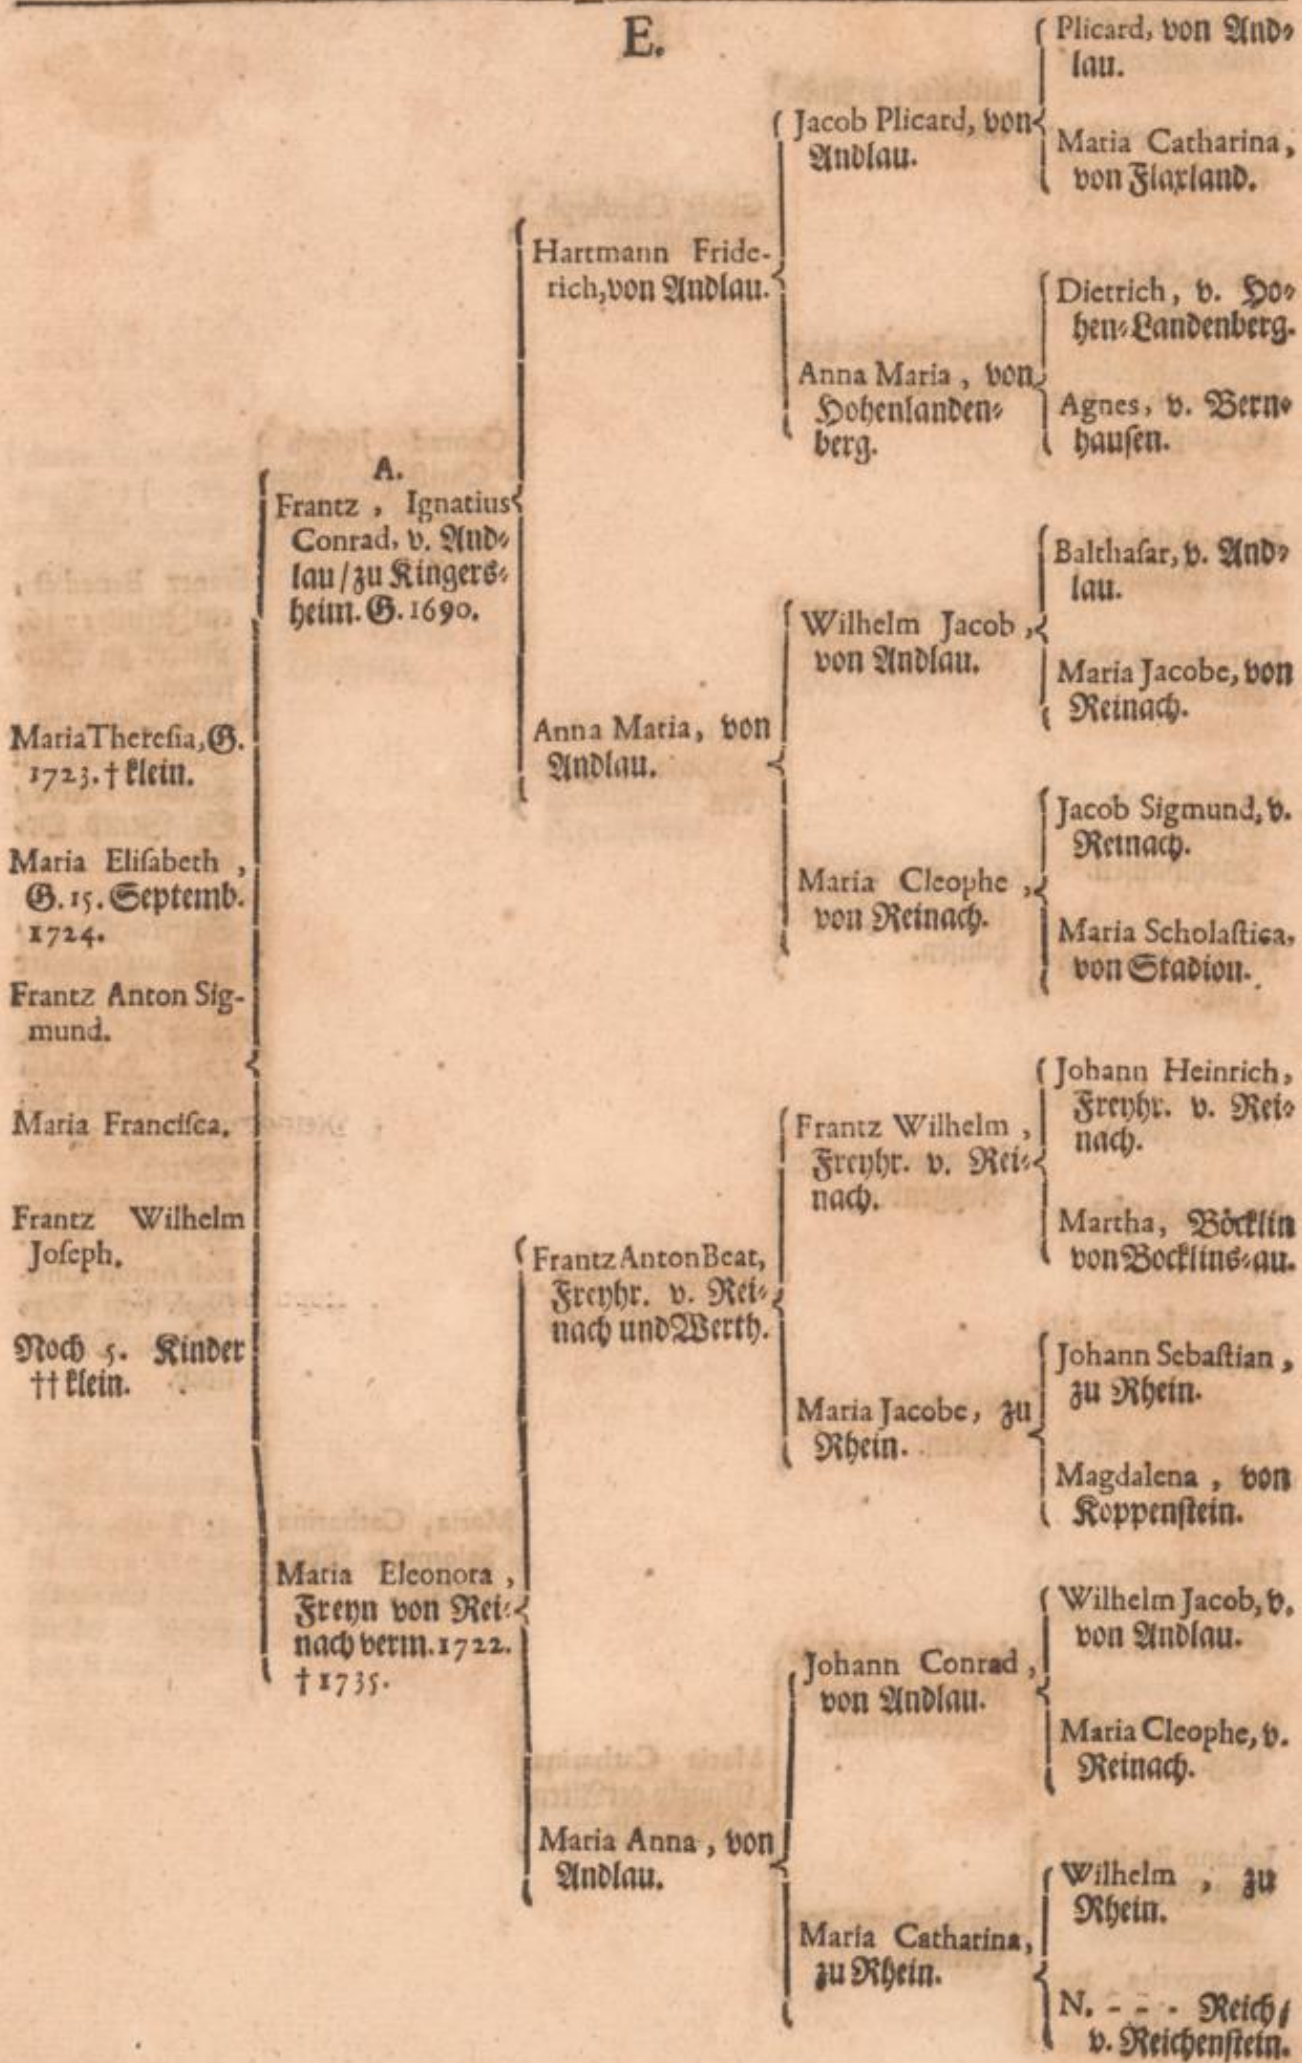 E.
Maria Theresia, G.
1723. † klein.
Maria Elisabeth,
G. 15. Septemb.
1724.
Frantz Anton Sig-
mund.
Maria Francisca.
Frantz Wilhelm
Joseph.
Noch 5. Kinder
†† klein.
A.
Frantz, Ignatius
Conrad, v. And-
lau / zu Kingers-
heim. G. 1690.
Maria Eleonora,
Freyn von Rei-
nach verm. 1722.
† 1735.
Hartmann Fride-
rich, von Andlau.
Anna Maria, von
Andlau.
Frantz Anton Beat,
Freyhr. v. Rei-
nach und Werth.
Maria Anna, von
Andlau.
Jacob Plicard, von
Andlau.
Anna Maria, von
Hohenlanden-
berg.
Wilhelm Jacob,
von Andlau.
Maria Cleophe,
von Reinach.
Frantz Wilhelm,
Freyhr. v. Rei-
nach.
Maria Jacobe, zu
Rhein.
Johann Conrad,
von Andlau.
Maria Catharina,
zu Rhein.
Plicard, von And-
lau.
Maria Catharina,
von Flaxland.
Dietrich, v. Ho-
hen-Landenberg.
Agnes, v. Bern-
hausen.
Balthasar, v. And-
lau.
Maria Jacobe, von
Reinach.
Jacob Sigmund, v.
Reinach.
Maria Scholastica,
von Stadion.
Johann Heinrich,
Freyhr. v. Rei-
nach.
Martha, Böcklin
von Bocklins-au.
Johann Sebastian,
zu Rhein.
Magdalena, von
Koppenstein.
Wilhelm Jacob, v.
von Andlau.
Maria Cleophe, v.
Reinach.
Wilhelm, zu
Rhein.
N. - - - Reich /
v. Reichenstein.